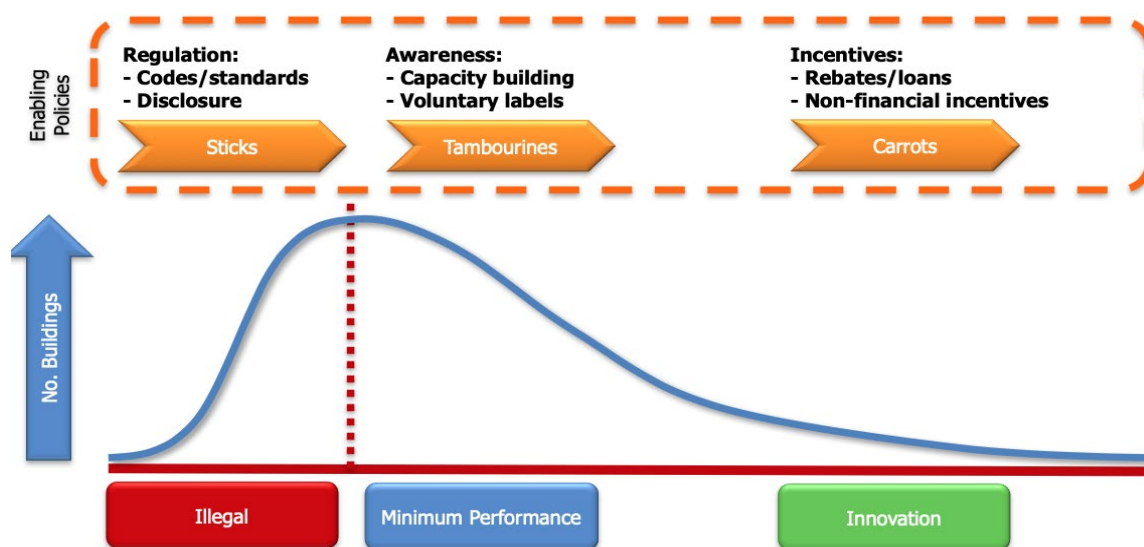 Enabling
Policies
Regulation:
- Codes/standards
- Disclosure
Sticks
Awareness:
- Capacity building
- Voluntary labels
Tambourines
Incentives:
- Rebates/loans
- Non-financial incentives
Carrots
No. Buildings
Illegal
Minimum Performance
Innovation